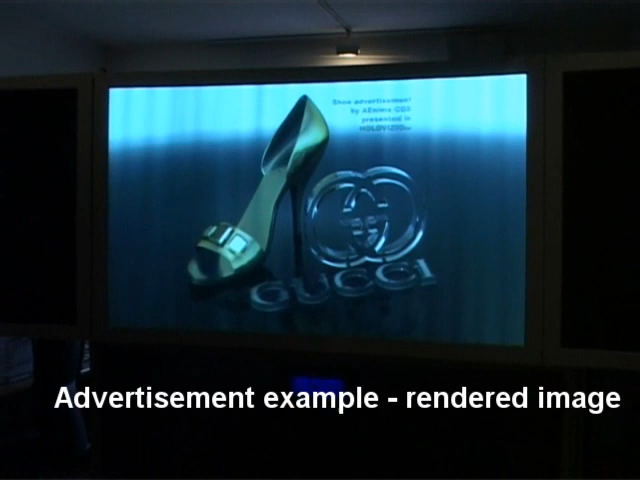 Shoe advertisement
by AEnima CGS
presented in
HOLOVIZIO
GUCCI
Advertisement example - rendered image